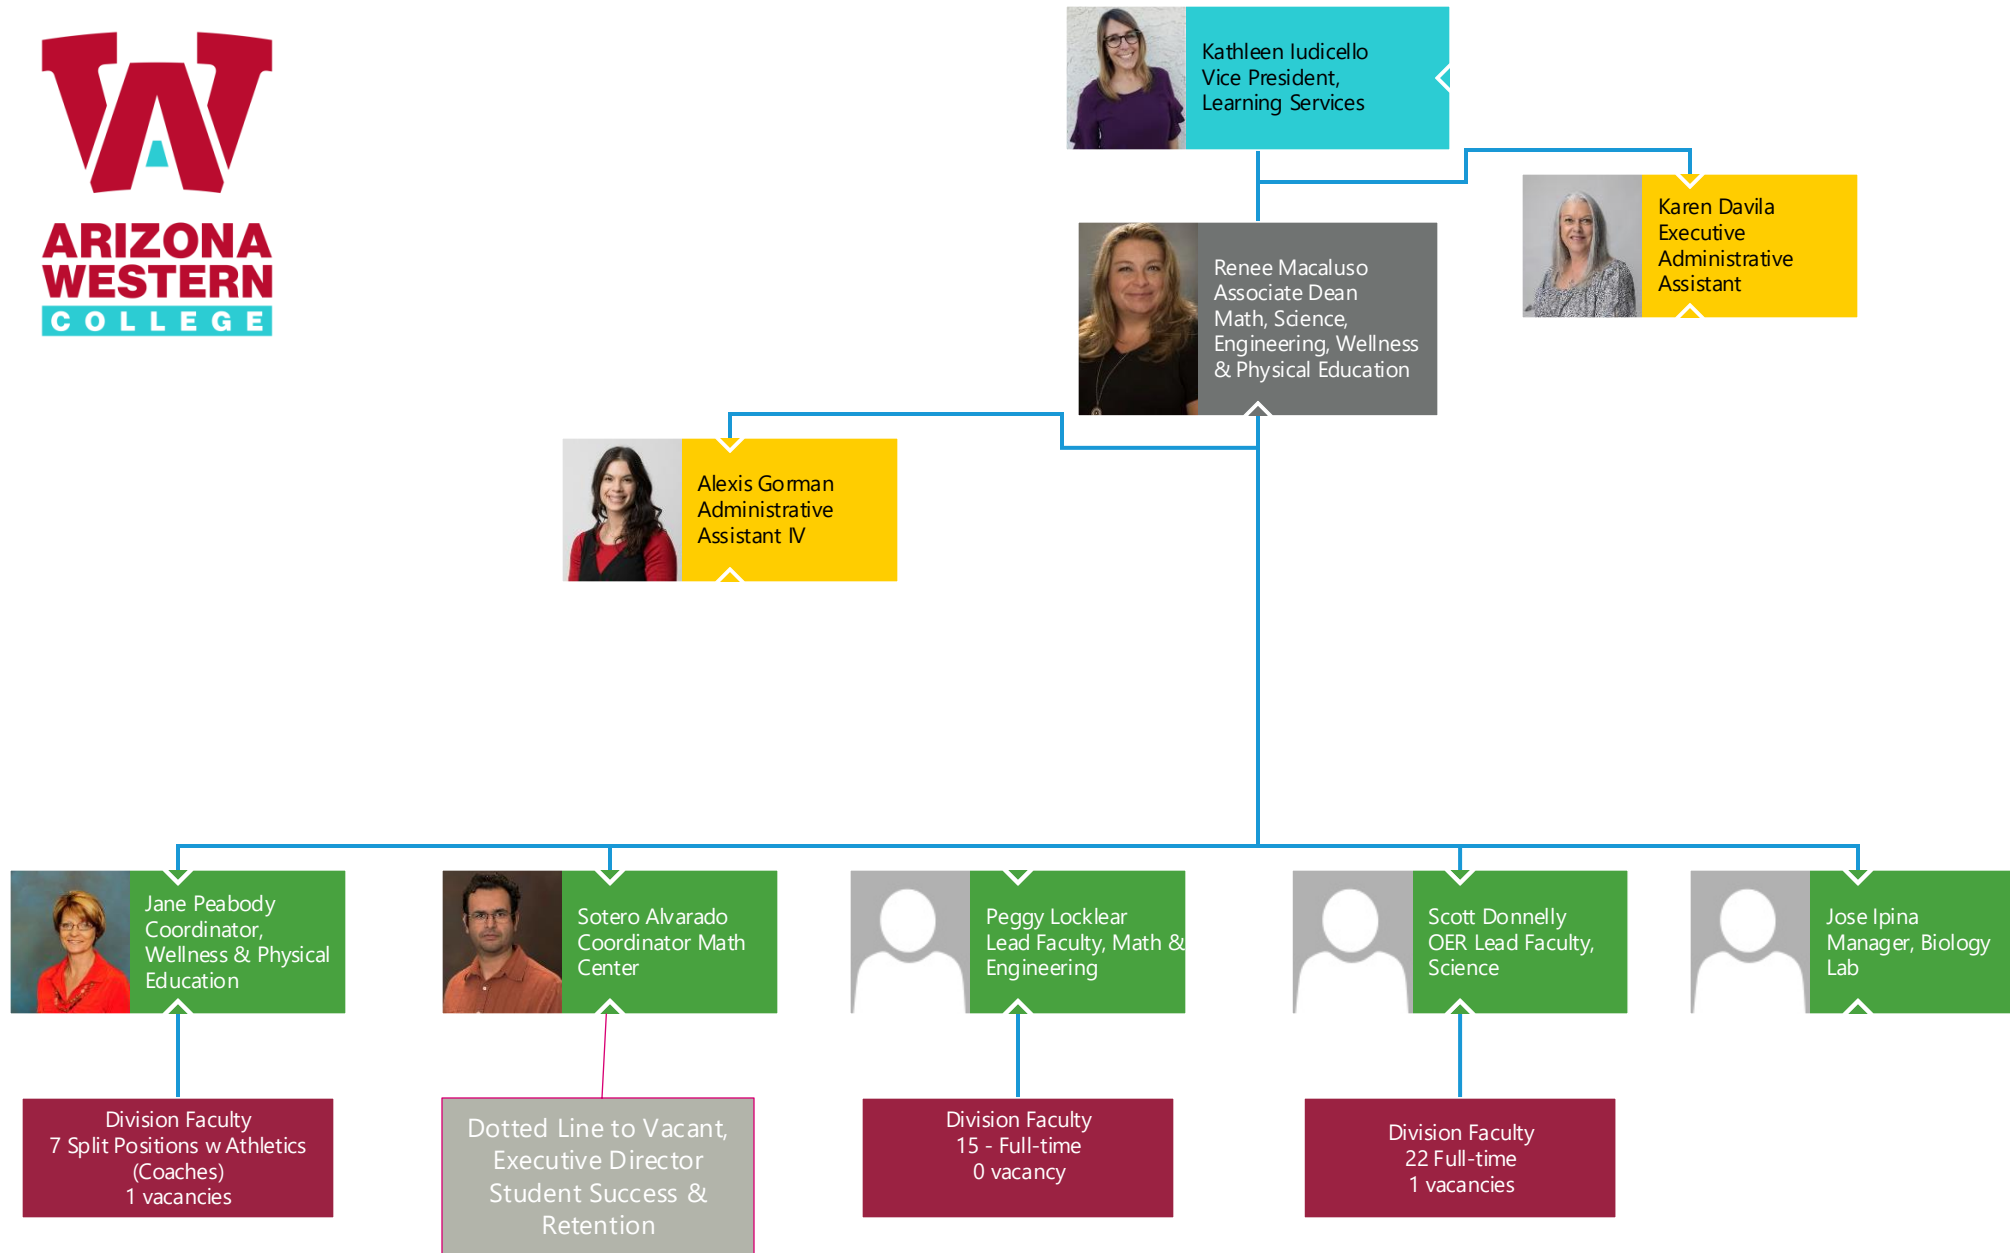 ARIZONA
WESTERN
COLLEGE
Kathleen Iudicello
Vice President,
Learning Services
Karen Davila
Executive
Administrative
Assistant
Renee Macaluso
Associate Dean
Math, Science,
Engineering, Wellness
& Physical Education
Alexis Gorman
Administrative
Assistant IV
Jane Peabody
Coordinator,
Wellness & Physical
Education
Sotero Alvarado
Coordinator Math
Center
Peggy Locklear
Lead Faculty, Math &
Engineering
Scott Donnelly
OER Lead Faculty,
Science
Jose Ipina
Manager, Biology
Lab
Division Faculty
7 Split Positions w Athletics
(Coaches)
1 vacancies
Dotted Line to Vacant,
Executive Director
Student Success &
Retention
Division Faculty
15 - Full-time
0 vacancy
Division Faculty
22 Full-time
1 vacancies